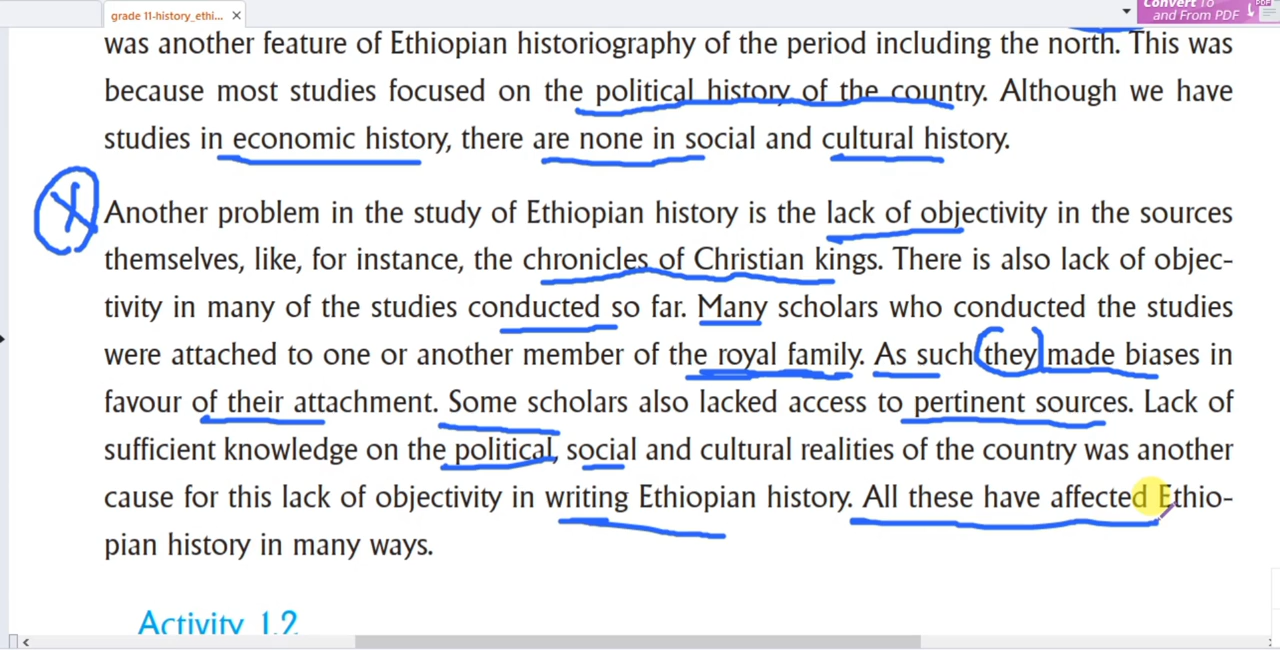 grade 11-history_ethi...
Convert To
and From PDF
was another feature of Ethiopian historiography of the period including the north. This was
because most studies focused on the political history of the country. Although we have
studies in economic history, there are none in social and cultural history.
Another problem in the study of Ethiopian history is the lack of objectivity in the sources
themselves, like, for instance, the chronicles of Christian kings. There is also lack of objec-
tivity in many of the studies conducted so far. Many scholars who conducted the studies
were attached to one or another member of the royal family. As such they made biases in
favour of their attachment. Some scholars also lacked access to pertinent sources. Lack of
sufficient knowledge on the political, social and cultural realities of the country was another
cause for this lack of objectivity in writing Ethiopian history. All these have affected Ethio-
pian history in many ways.
Activity 1.2